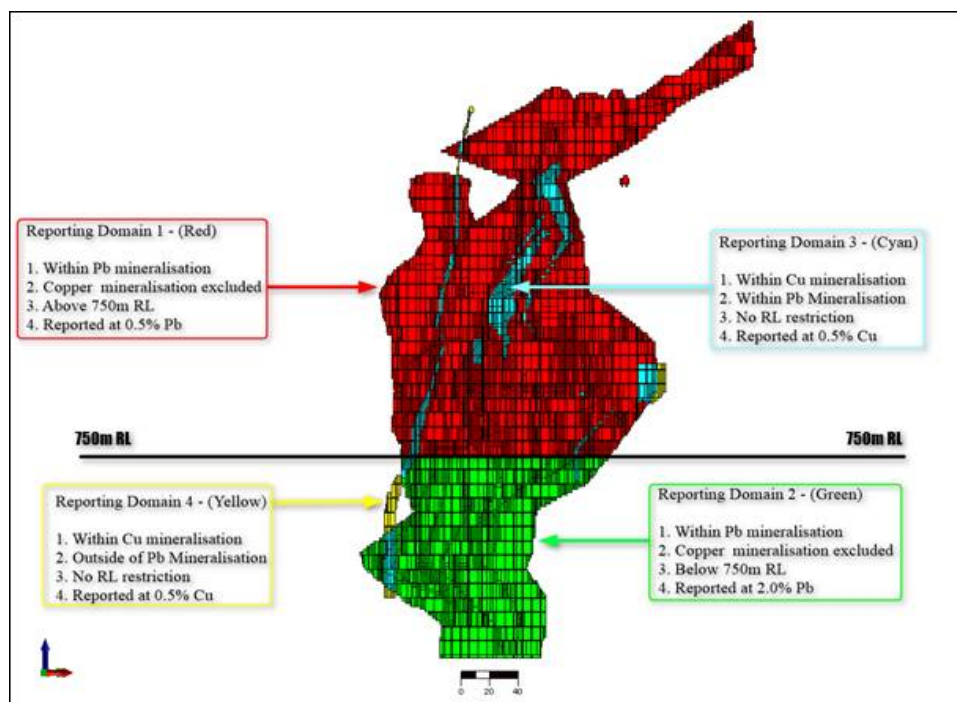 Reporting Domain 1 - (Red)
1. Within Pb mineralisation
2. Copper mineralisation excluded
3. Above 750m RL
4. Reported at 0.5% Pb
Reporting Domain 3 - (Cyan)
1. Within Cu mineralisation
2. Within Pb Mineralisation
3. No RL restriction
4. Reported at 0.5% Cu
750m RL
750m RL
Reporting Domain 4 - (Yellow)
1. Within Cu mineralisation
2. Outside of Pb Mineralisation
3. No RL restriction
4. Reported at 0.5% Cu
Reporting Domain 2 - (Green)
1. Within Pb mineralisation
2. Copper mineralisation excluded
3. Below 750m RL
4. Reported at 2.0% Pb
0 20 40